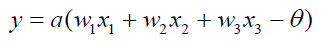 y = a(w₁x₁ + w₂x₂ + w₃x₃ − θ)